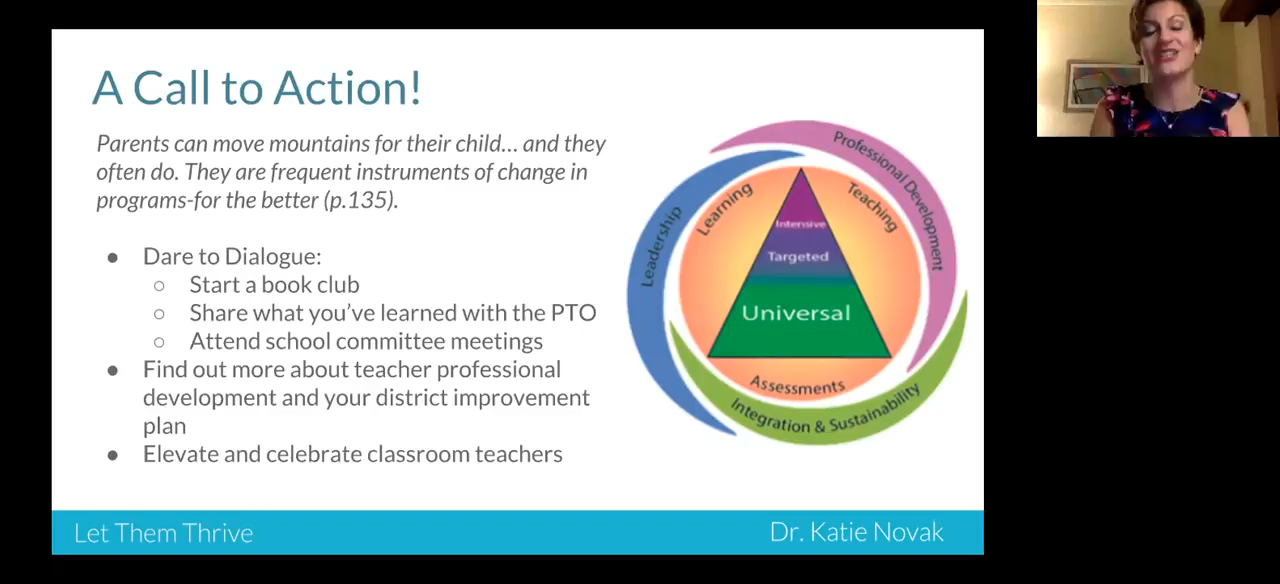 A Call to Action!
Parents can move mountains for their child... and they
often do. They are frequent instruments of change in
programs-for the better (p.135).
● Dare to Dialogue:
○ Start a book club
○ Share what you've learned with the PTO
○ Attend school committee meetings
● Find out more about teacher professional
development and your district improvement
plan
● Elevate and celebrate classroom teachers
Professional Development
Leadership
Learning
Teaching
Intensive
Targeted
Universal
Assessments
Integration & Sustainability
Let Them Thrive
Dr. Katie Novak